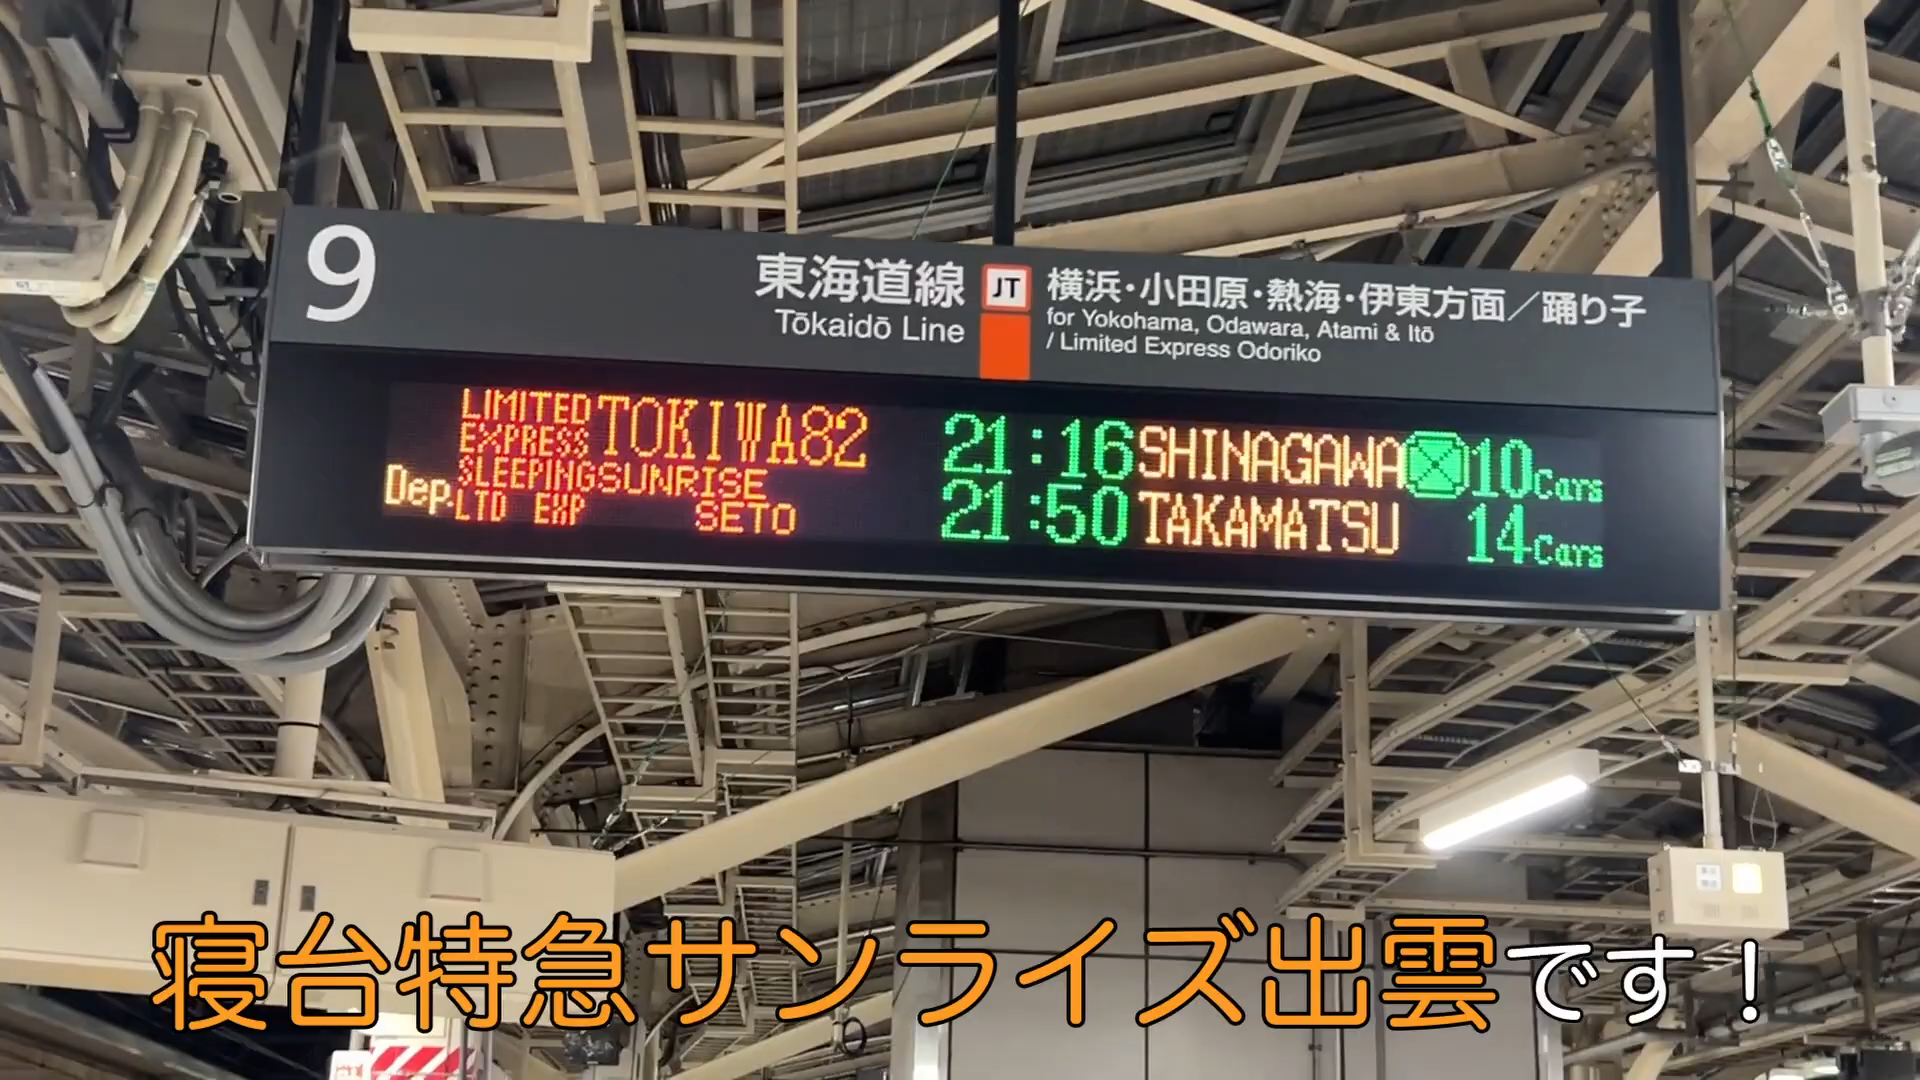 9
東海道線 JT 横浜・小田原・熱海・伊東方面／踊り子
Tōkaidō Line for Yokohama, Odawara, Atami & Itō
/ Limited Express Odoriko
LIMITED EXPRESS TOKIWA82 21:16 SHINAGAWA 10Cars
Dep. SLEEPING LTD EXP SUNRISE SETO 21:50 TAKAMATSU 14Cars
寝台特急サンライズ出雲です！